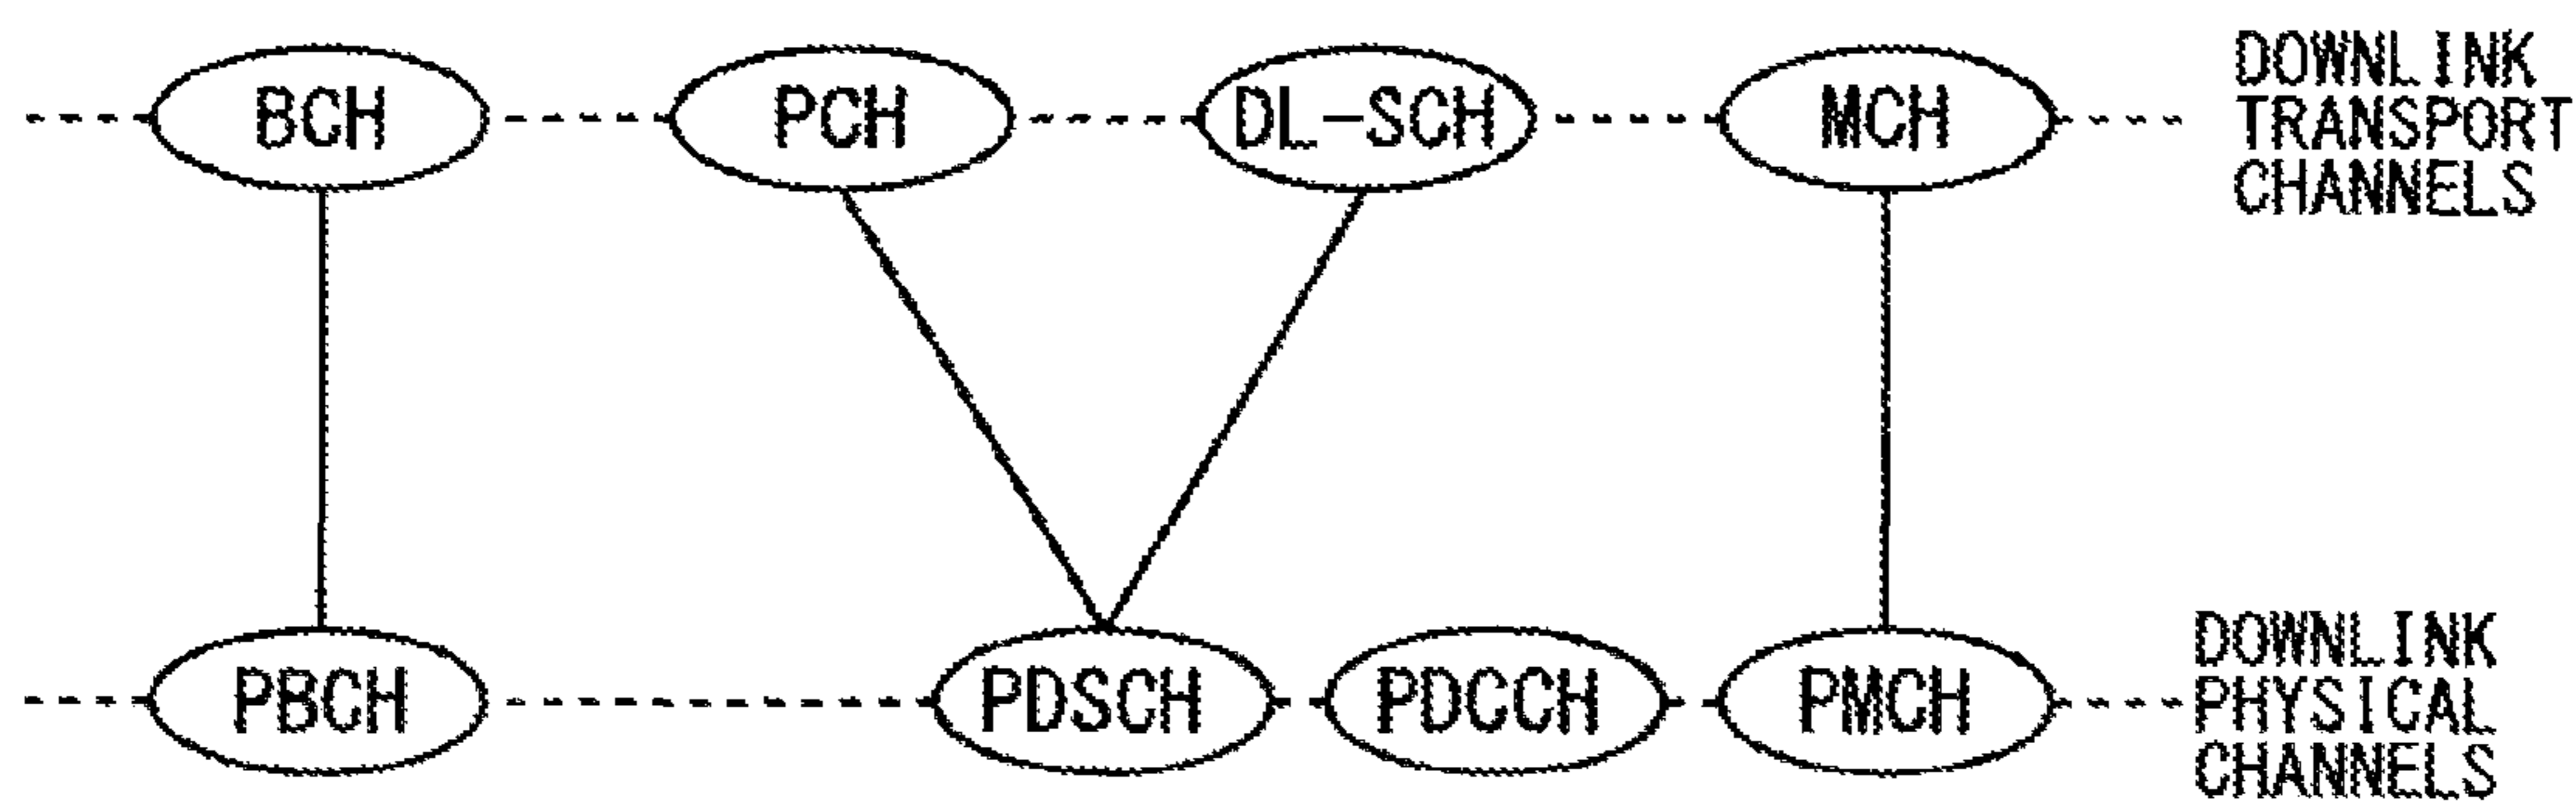 BCH
PCH
DL-SCH
MCH
DOWNLINK
TRANSPORT
CHANNELS
PBCH
PDSCH
PDCCH
PMCH
DOWNLINK
PHYSICAL
CHANNELS